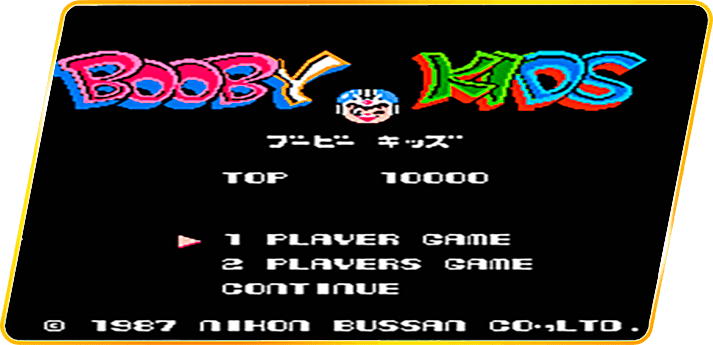 BOOBY KIDS
ブービー キッズ
TOP 10000
1 PLAYER GAME
2 PLAYERS GAME
CONTINUE
© 1987 NIHON BUSSAN CO.,LTD.